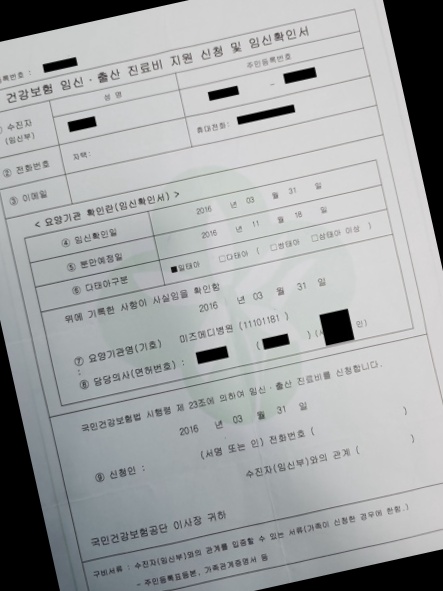 등록번호 :
건강보험 임신·출산 진료비 지원 신청 및 임신확인서
① 수진자
(임신부)
성 명
주민등록번호
-
② 전화번호
자택:
휴대전화:
③ 이메일
< 요양기관 확인란(임신확인서) >
④ 임신확인일
2016 년 03 월 31 일
⑤ 분만예정일
2016 년 11 월 18 일
⑥ 다태아구분
■일태아 □다태아 ( □쌍태아 □삼태아 이상 )
위에 기록한 사항이 사실임을 확인함
2016 년 03 월 31 일
⑦ 요양기관명(기호) 미즈메디병원 (11101181 )
:
⑧ 담당의사(면허번호) : ( ) ( 인)
국민건강보험법 시행령 제 23조에 의하여 임신·출산 진료비를 신청합니다.
2016 년 03 월 31 일
⑨ 신청인 : (서명 또는 인) 전화번호 ( )
수진자(임신부)와의 관계 ( )
국민건강보험공단 이사장 귀하
구비서류 : 수진자(임신부)와의 관계를 입증할 수 있는 서류(가족이 신청한 경우에 한함.)
- 주민등록표등본, 가족관계증명서 등